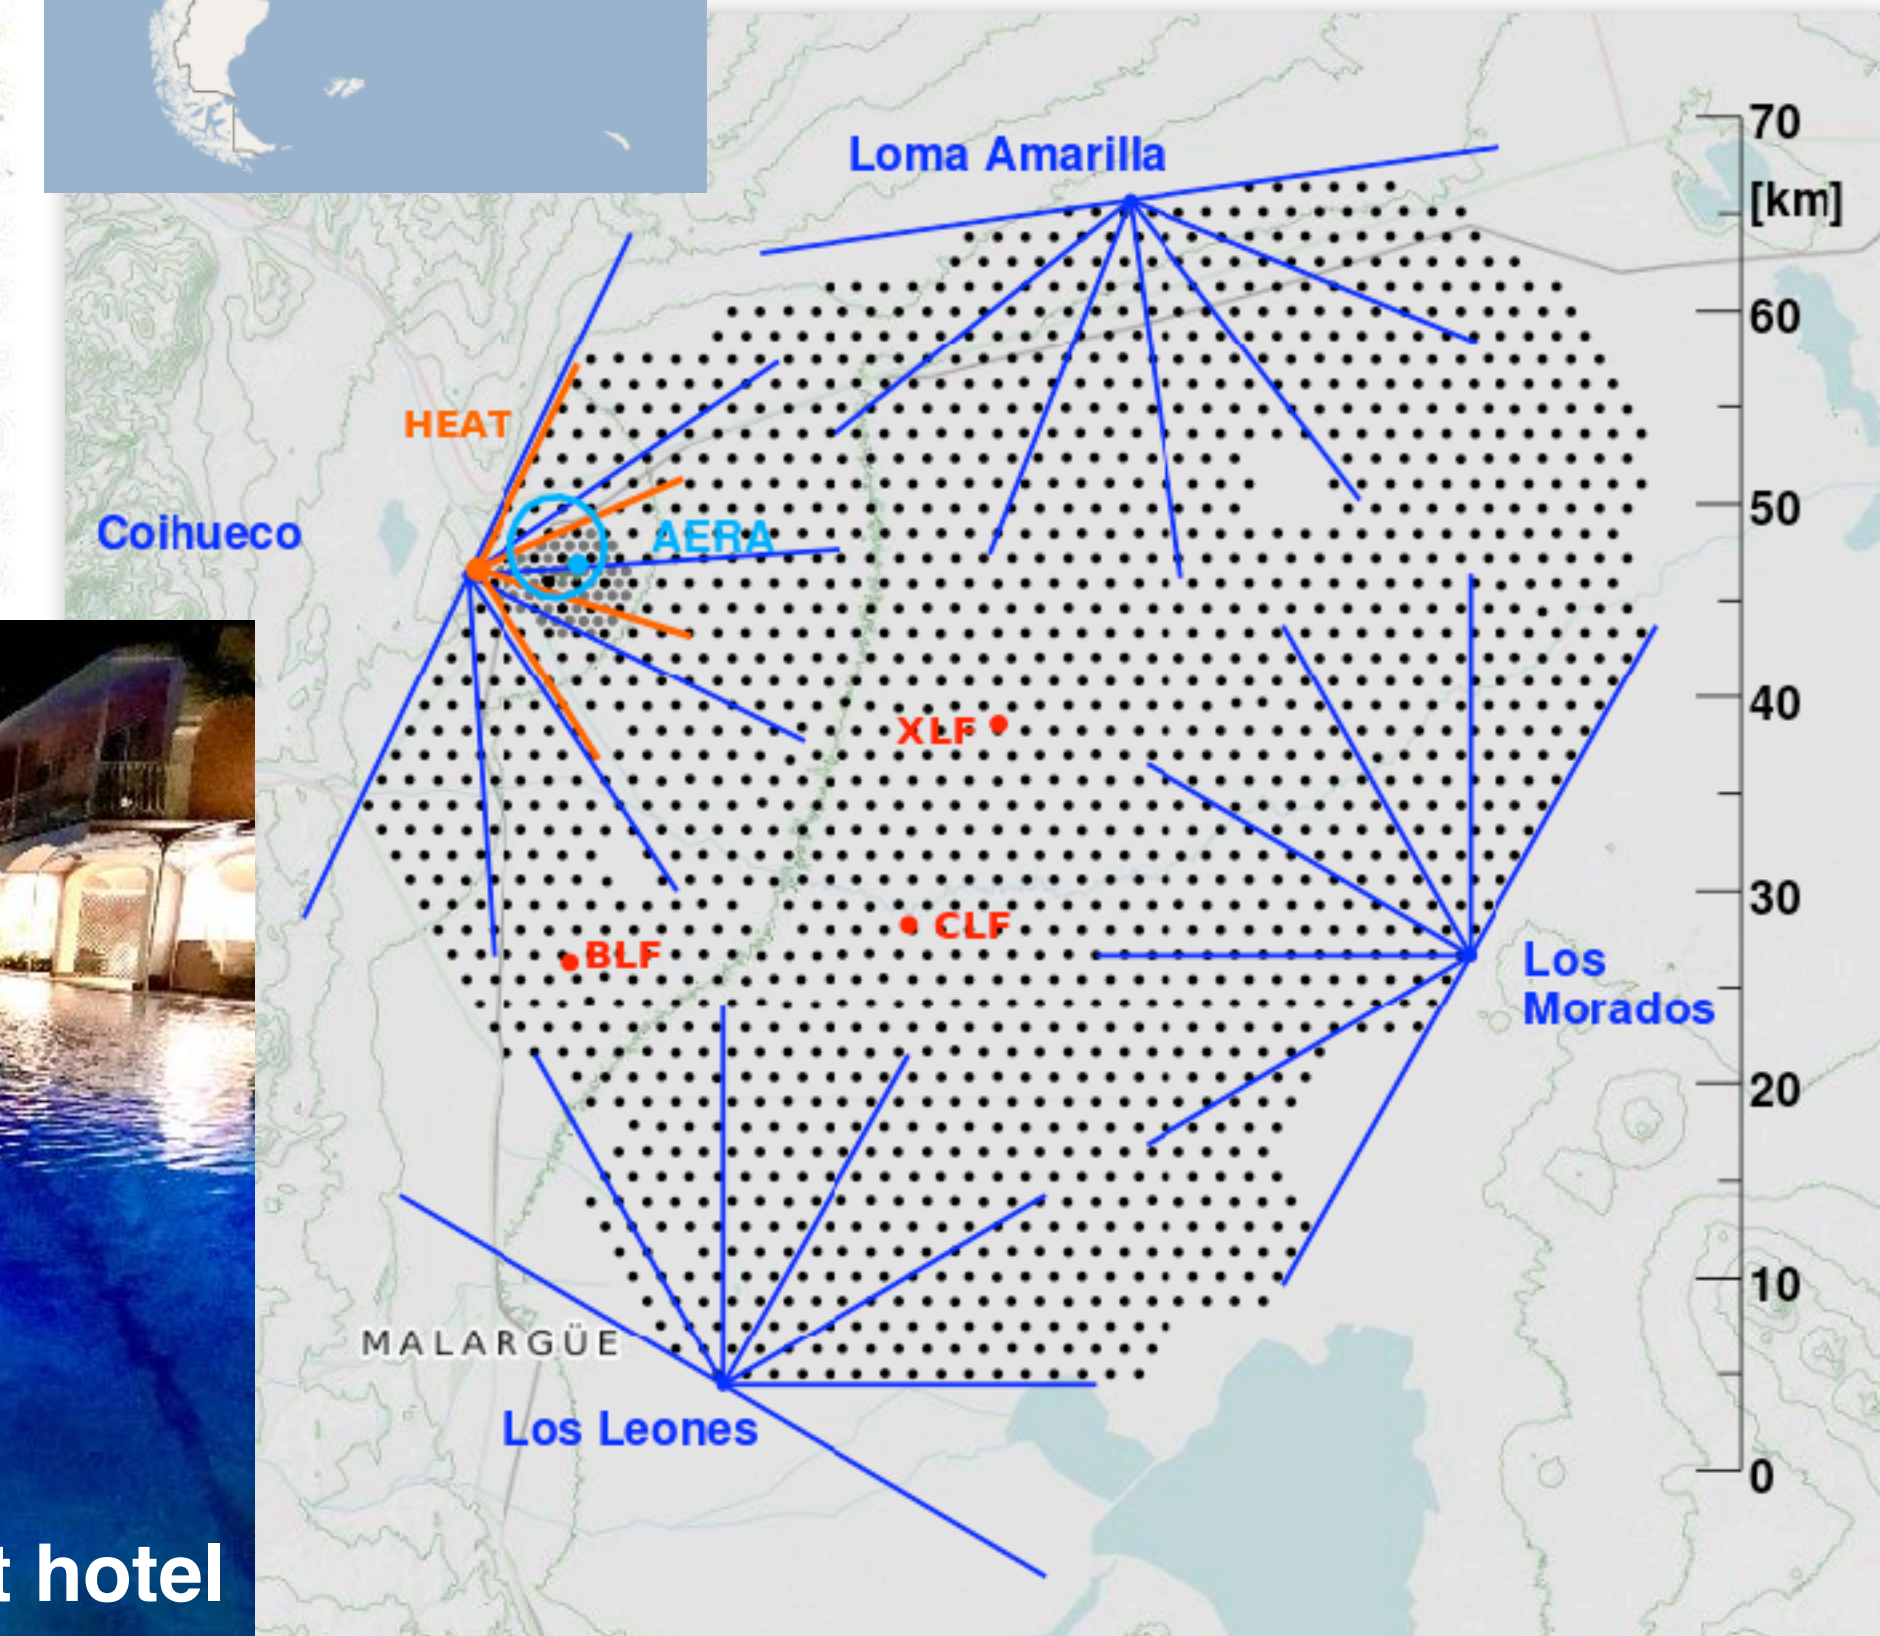 Loma Amarilla
70
[km]
60
HEAT
50
Coihueco
AERA
40
XLF
30
CLF
BLF
Los
Morados
20
10
MALARGÜE
Los Leones
0
t hotel